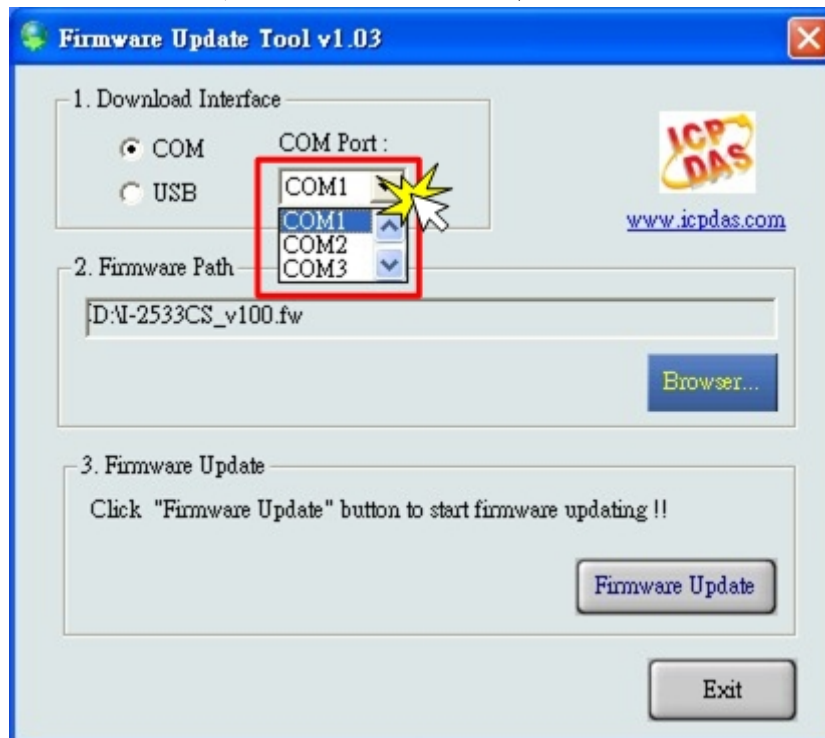 Firmware Update Tool v1.03
1. Download Interface
COM
COM Port :
USB
COM1
COM1
COM2
COM3
ICP
DAS
www.icpdas.com
2. Firmware Path
D:\I-2533CS_v100.fw
Browser...
3. Firmware Update
Click "Firmware Update" button to start firmware updating !!
Firmware Update
Exit